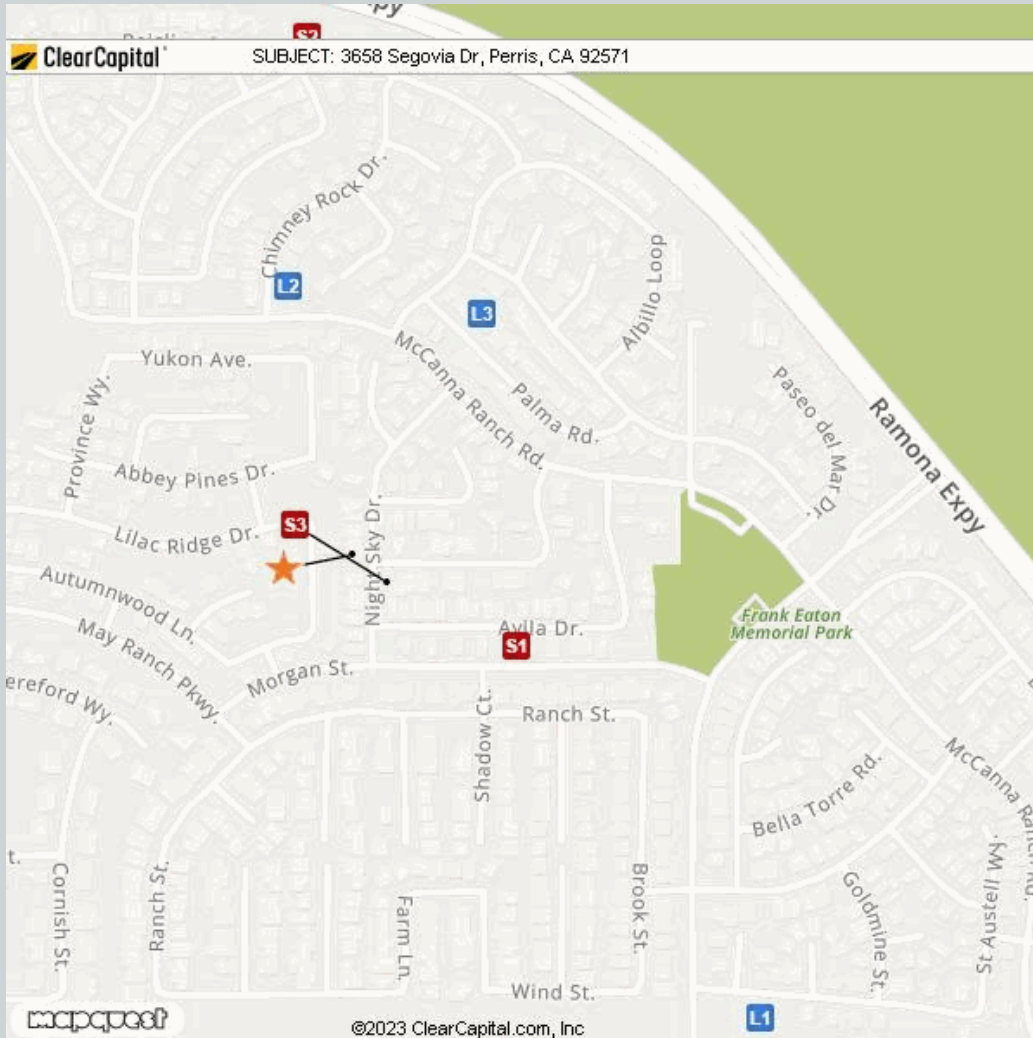 S2
ClearCapital
SUBJECT: 3658 Segovia Dr, Perris, CA 92571
Chimney Rock Dr.
L2
L3
Albillo Loop
Yukon Ave.
McCanna Ranch Rd.
Palma Rd.
Paseo del Mar Dr.
Ramona Expy
Province Wy.
Abbey Pines Dr.
S3
Lilac Ridge Dr.
Night Sky Dr.
Autumnwood Ln.
May Ranch Pkwy.
Avila Dr.
S1
Frank Eaton
Memorial Park
Morgan St.
ereford Wy.
Shadow Ct.
Ranch St.
McCanna Ranch Rd.
Bella Torre Rd.
t.
Cornish St.
Ranch St.
Farm Ln.
Brook St.
Goldmine St.
St Austell Wy.
Wind St.
L1
mapquest
©2023 ClearCapital.com, Inc